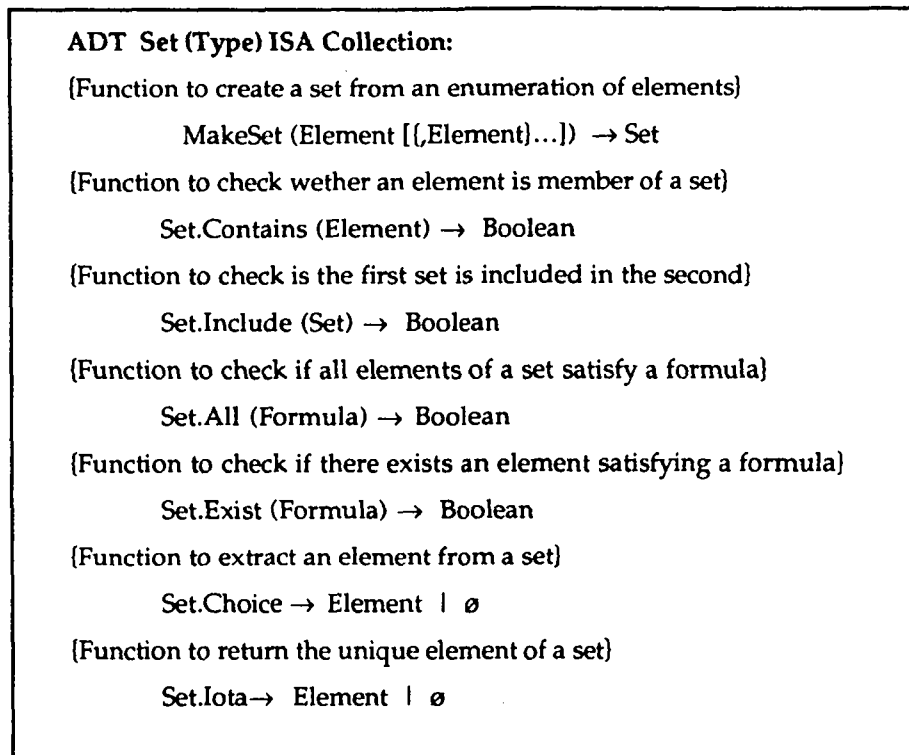 ADT Set (Type) ISA Collection:
{Function to create a set from an enumeration of elements}
MakeSet (Element [{,Element}...]) → Set
{Function to check wether an element is member of a set}
Set.Contains (Element) → Boolean
{Function to check is the first set is included in the second}
Set.Include (Set) → Boolean
{Function to check if all elements of a set satisfy a formula}
Set.All (Formula) → Boolean
{Function to check if there exists an element satisfying a formula}
Set.Exist (Formula) → Boolean
{Function to extract an element from a set}
Set.Choice → Element | ø
{Function to return the unique element of a set}
Set.Iota→ Element | ø